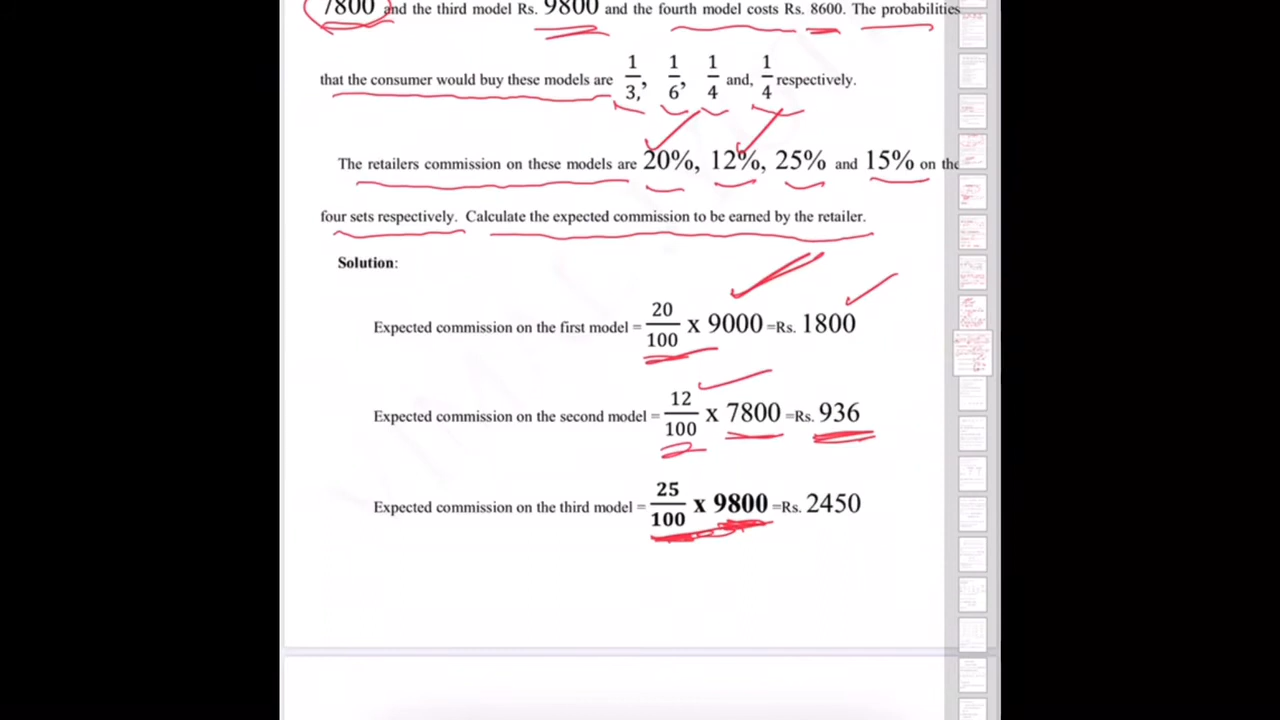 7800 and the third model Rs. 9800 and the fourth model costs Rs. 8600. The probabilities
that the consumer would buy these models are 1/3, 1/6, 1/4 and, 1/4 respectively.
The retailers commission on these models are 20%, 12%, 25% and 15% on the
four sets respectively. Calculate the expected commission to be earned by the retailer.
Solution:
Expected commission on the first model = 20/100 x 9000 =Rs. 1800
Expected commission on the second model = 12/100 x 7800 =Rs. 936
Expected commission on the third model = 25/100 x 9800 =Rs. 2450